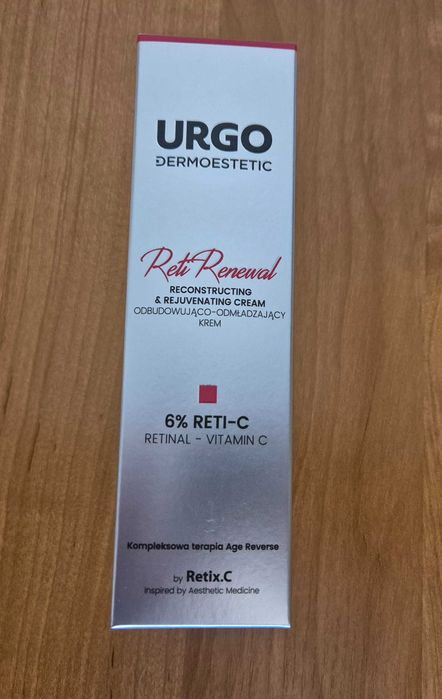 URGO
DERMOESTETIC
Reti Renewal
RECONSTRUCTING
& REJUVENATING CREAM
ODBUDOWUJĄCO-ODMŁADZAJĄCY
KREM
6% RETI-C
RETINAL - VITAMIN C
Kompleksowa terapia Age Reverse
by Retix.C
Inspired by Aesthetic Medicine